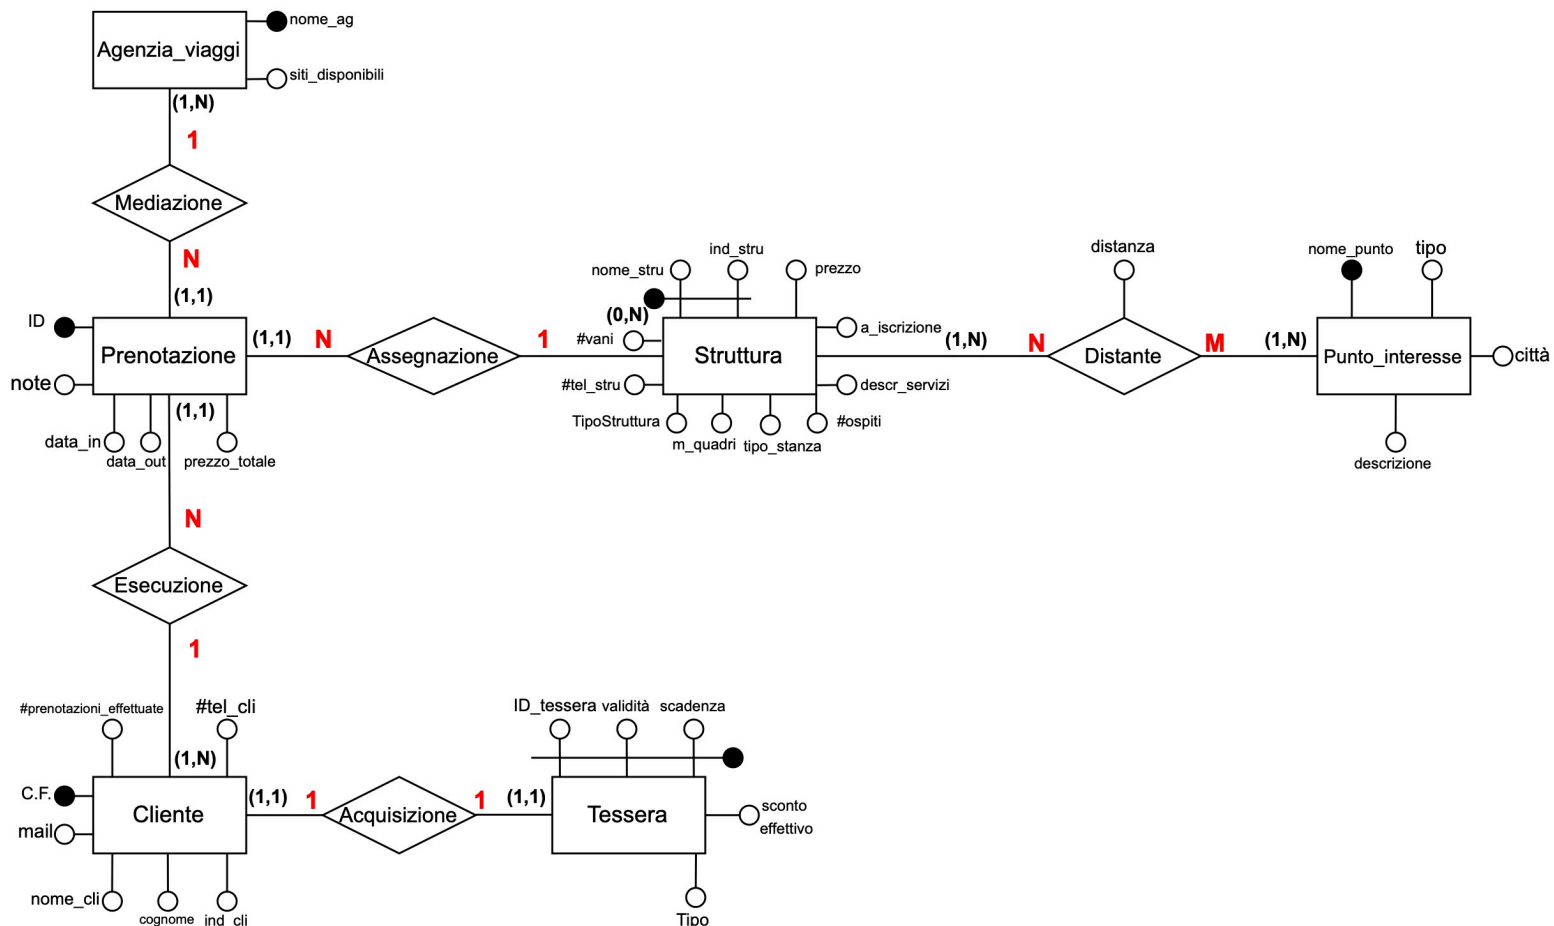 nome_ag
Agenzia_viaggi
siti_disponibili
(1,N)
1
Mediazione
N
(1,1)
ID
Prenotazione
note
(1,1)
data_in
data_out
prezzo_totale
(1,1)
N
Assegnazione
1
(0,N)
nome_stru
ind_stru
prezzo
#vani
Struttura
a_iscrizione
#tel_stru
descr_servizi
TipoStruttura
m_quadri
tipo_stanza
#ospiti
(1,N)
N
distanza
Distante
M
(1,N)
nome_punto
tipo
Punto_interesse
città
descrizione
N
Esecuzione
1
#prenotazioni_effettuate
#tel_cli
(1,N)
C.F.
Cliente
mail
nome_cli
cognome
ind_cli
(1,1)
1
Acquisizione
1
(1,1)
ID_tessera
validità
scadenza
Tessera
sconto
effettivo
Tipo